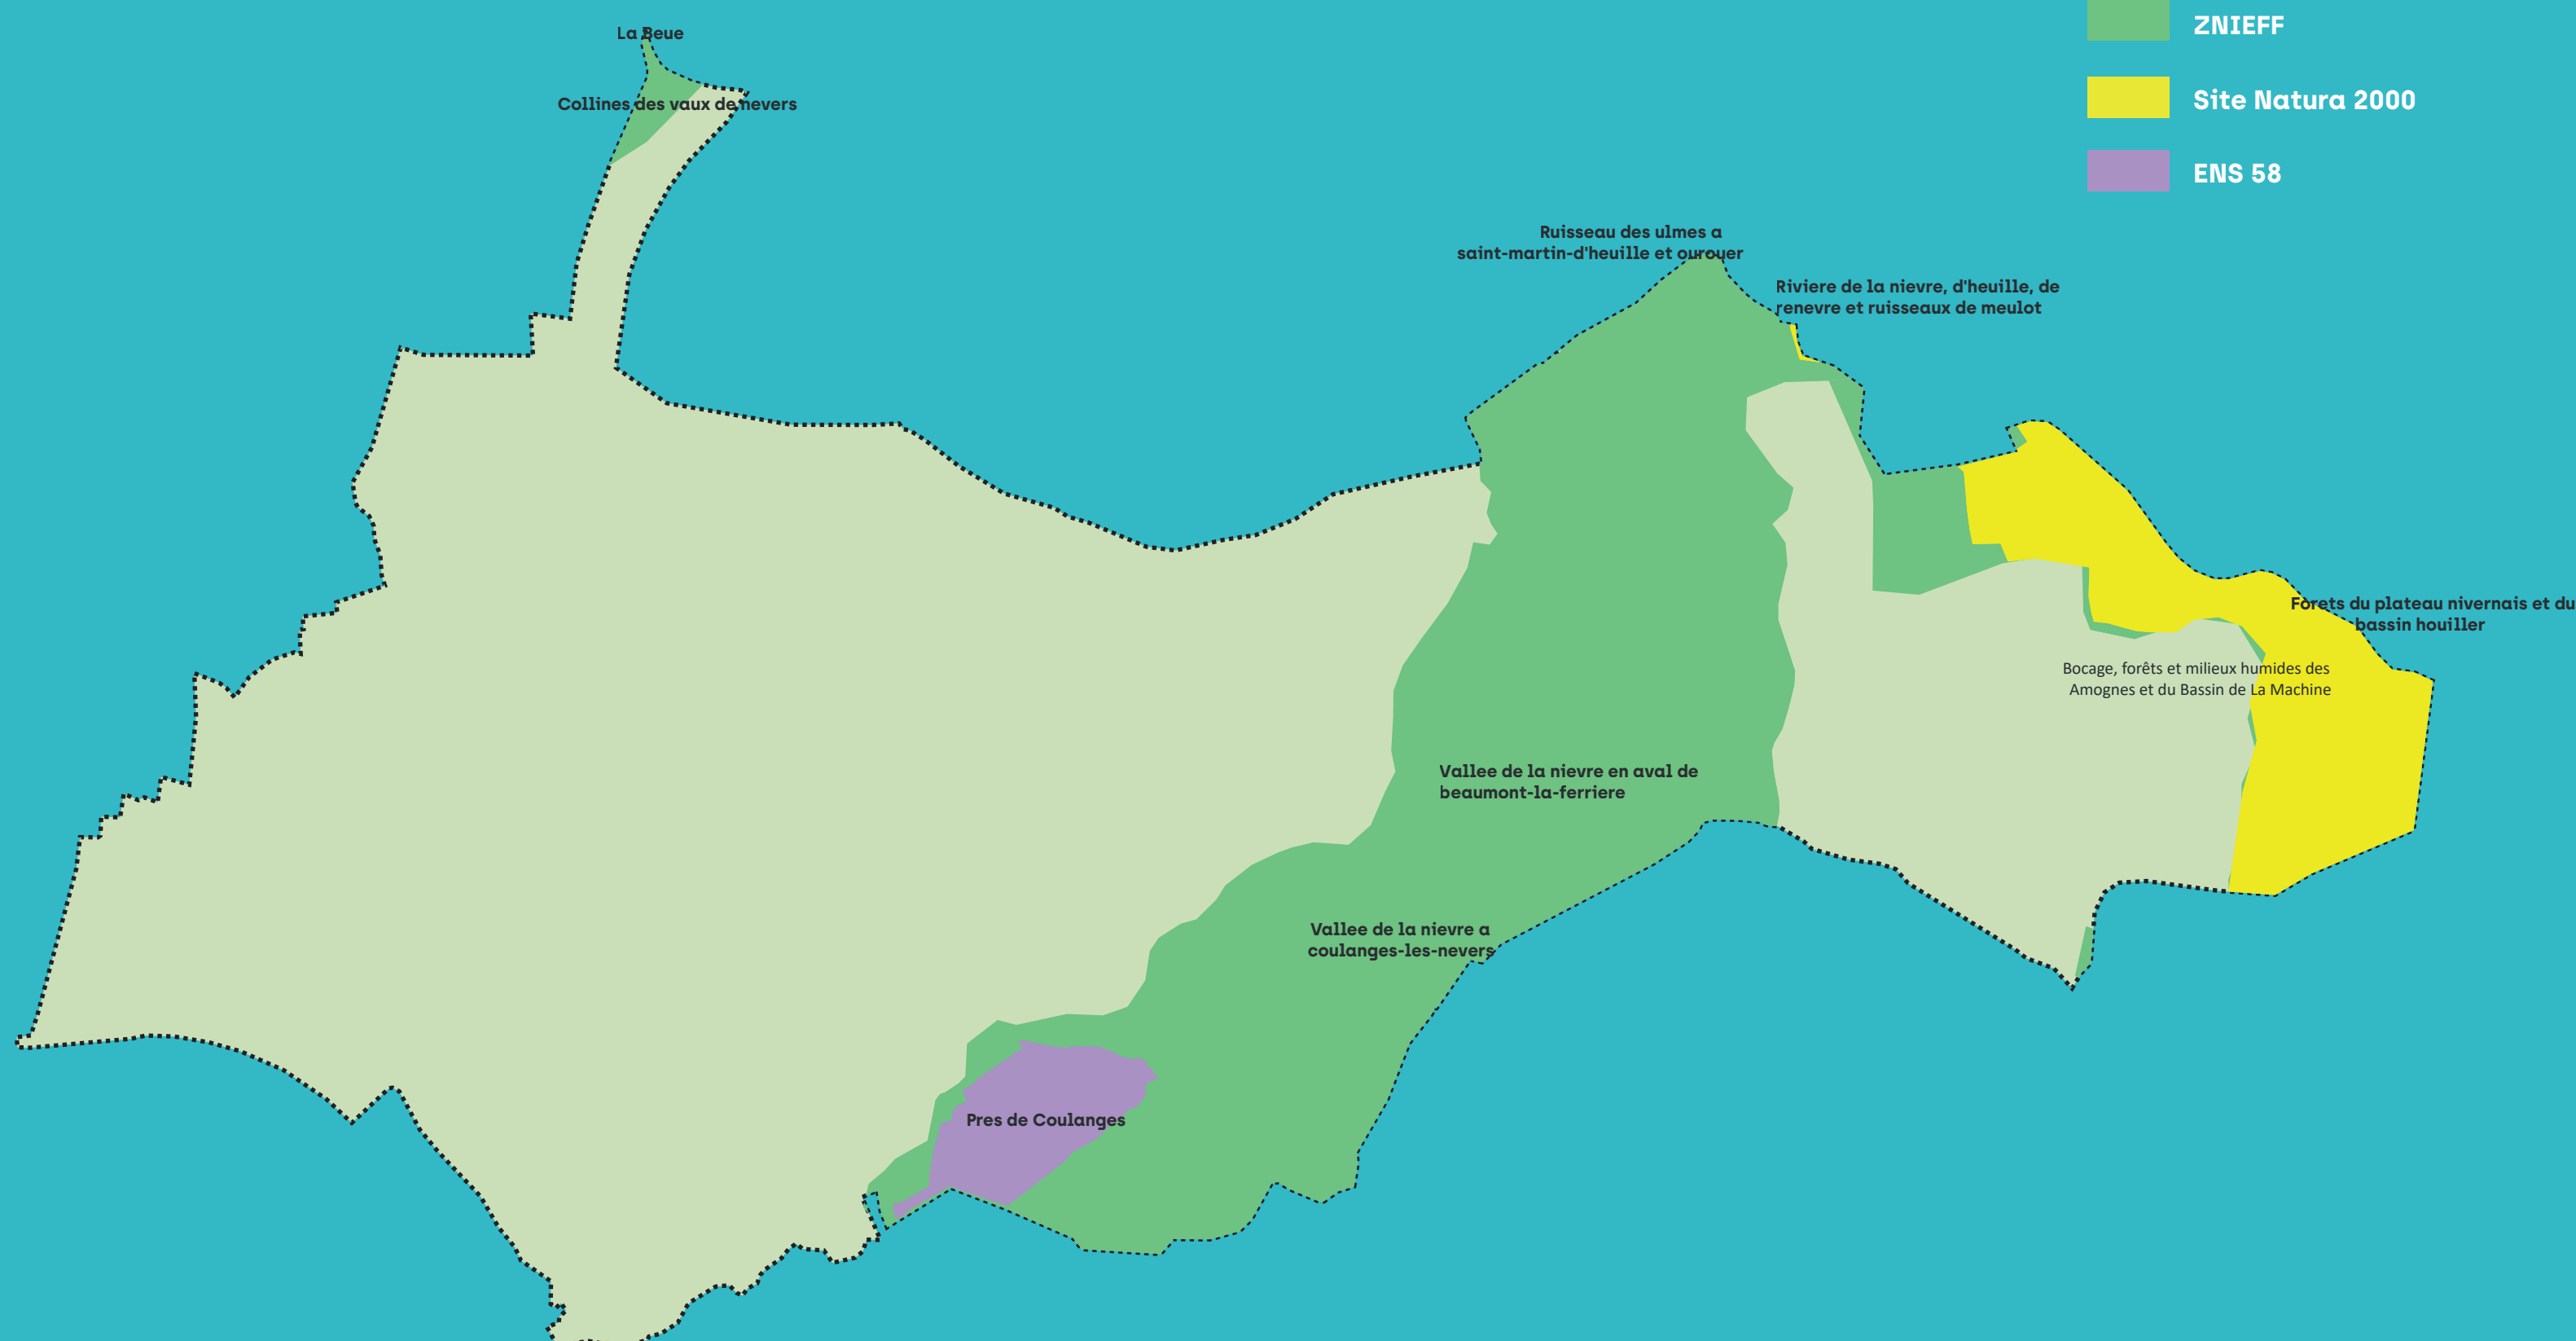 ZNIEFF
La Beue
Site Natura 2000
Collines des vaux de nevers
ENS 58
Ruisseau des ulmes a
saint-martin-d'heuille et ourouer
Riviere de la nievre, d'heuille, de
renevre et ruisseaux de meulot
Forets du plateau nivernais et du
bassin houiller
Bocage, forêts et milieux humides des
Amognes et du Bassin de La Machine
Vallee de la nievre en aval de
beaumont-la-ferriere
Vallee de la nievre a
coulanges-les-nevers
Pres de Coulanges